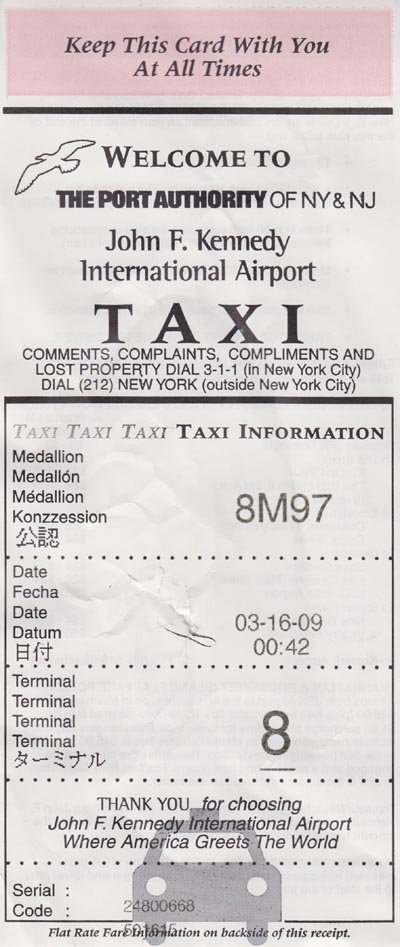 Keep This Card With You
At All Times
WELCOME TO
THE PORT AUTHORITY OF NY & NJ
John F. Kennedy
International Airport
TAXI
COMMENTS, COMPLAINTS, COMPLIMENTS AND
LOST PROPERTY DIAL 3-1-1 (in New York City)
DIAL (212) NEW YORK (outside New York City)
TAXI TAXI TAXI TAXI INFORMATION
Medallion
Medallón
Médallion
Konzzession
公認
8M97
Date
Fecha
Date
Datum
日付
03-16-09
00:42
Terminal
Terminal
Terminal
Terminal
ターミナル
8
THANK YOU for choosing
John F. Kennedy International Airport
Where America Greets The World
Serial : 24800668
Code : 591615
Flat Rate Fare Information on backside of this receipt.